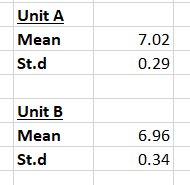 Unit A
Mean 7.02
St.d 0.29
Unit B
Mean 6.96
St.d 0.34